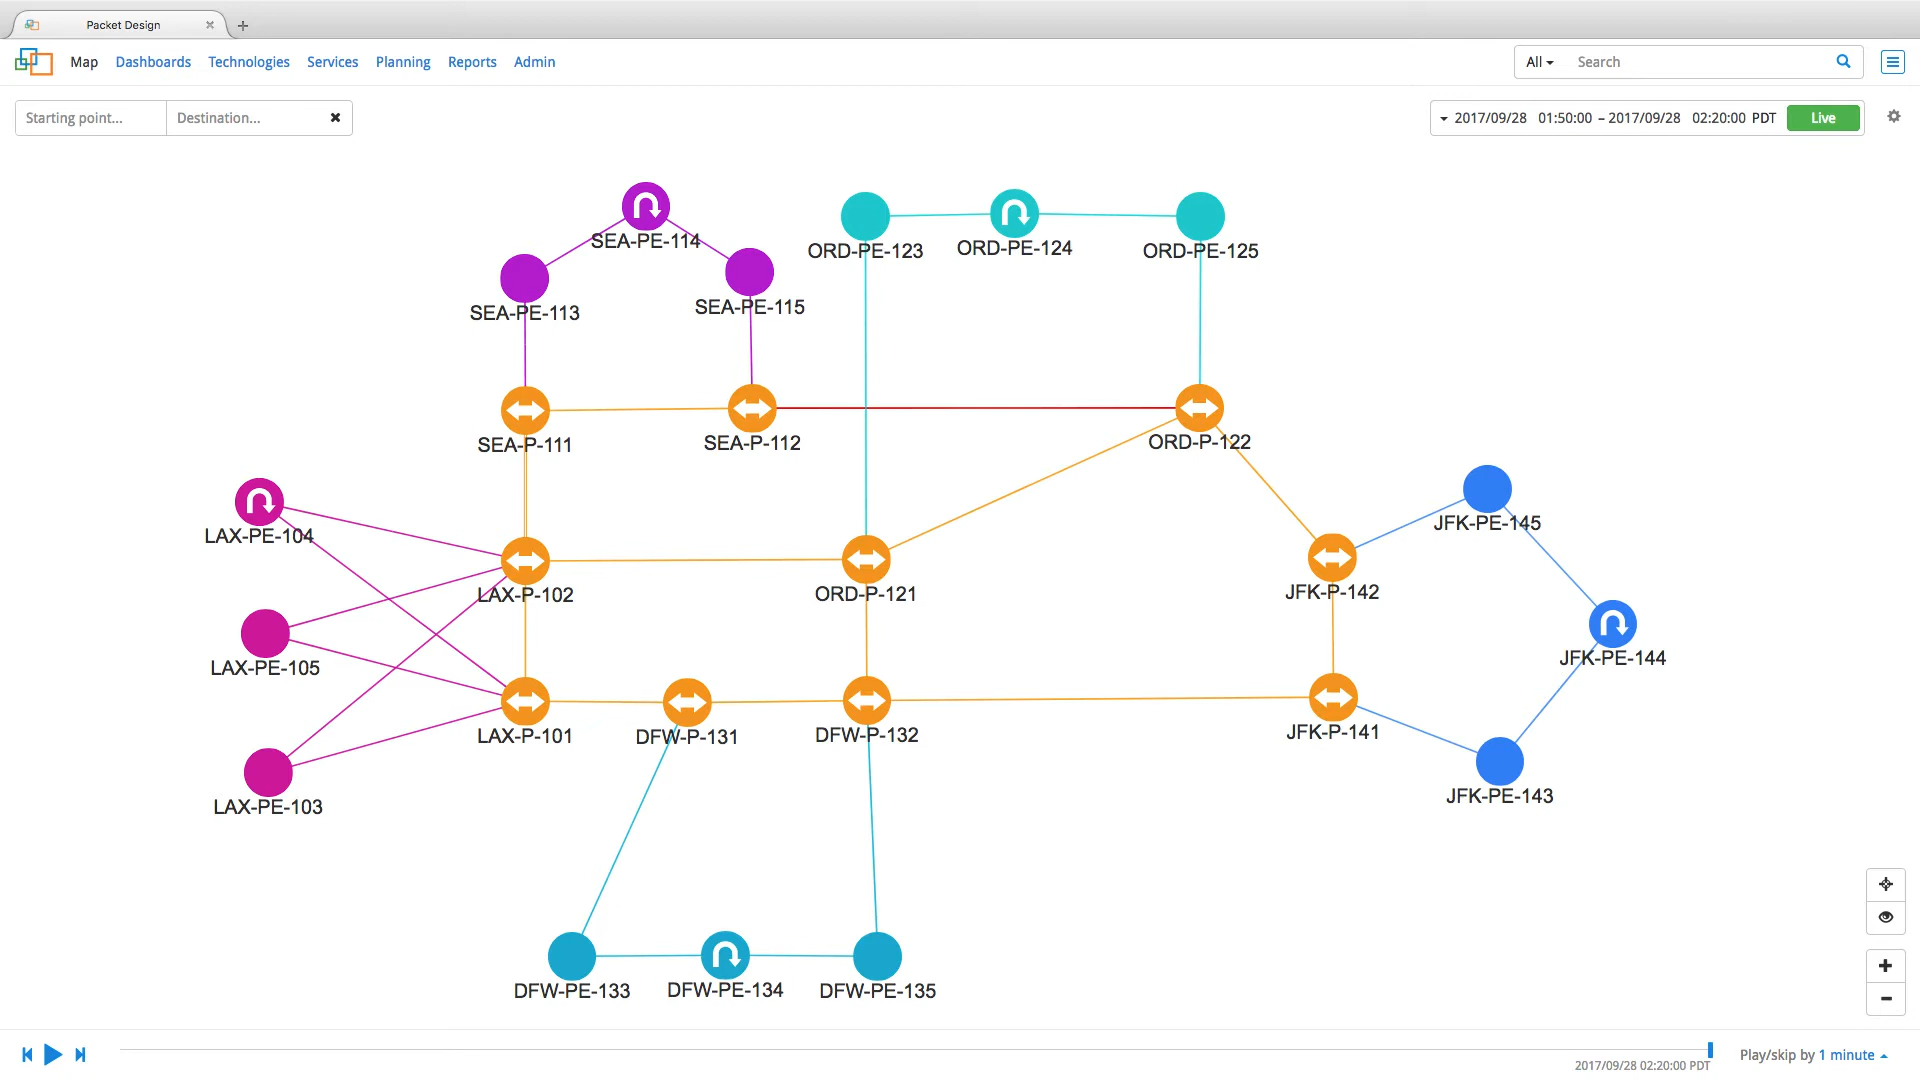 Packet Design
Map Dashboards Technologies Services Planning Reports Admin
All Search
Starting point... Destination...
2017/09/28 01:50:00 – 2017/09/28 02:20:00 PDT Live
SEA-PE-114
ORD-PE-123
ORD-PE-124
ORD-PE-125
SEA-PE-113
SEA-PE-115
SEA-P-111
SEA-P-112
ORD-P-122
LAX-PE-104
JFK-PE-145
LAX-P-102
ORD-P-121
JFK-P-142
LAX-PE-105
JFK-PE-144
LAX-P-101
DFW-P-131
DFW-P-132
JFK-P-141
LAX-PE-103
JFK-PE-143
DFW-PE-133
DFW-PE-134
DFW-PE-135
2017/09/28 02:20:00 PDT
Play/skip by 1 minute